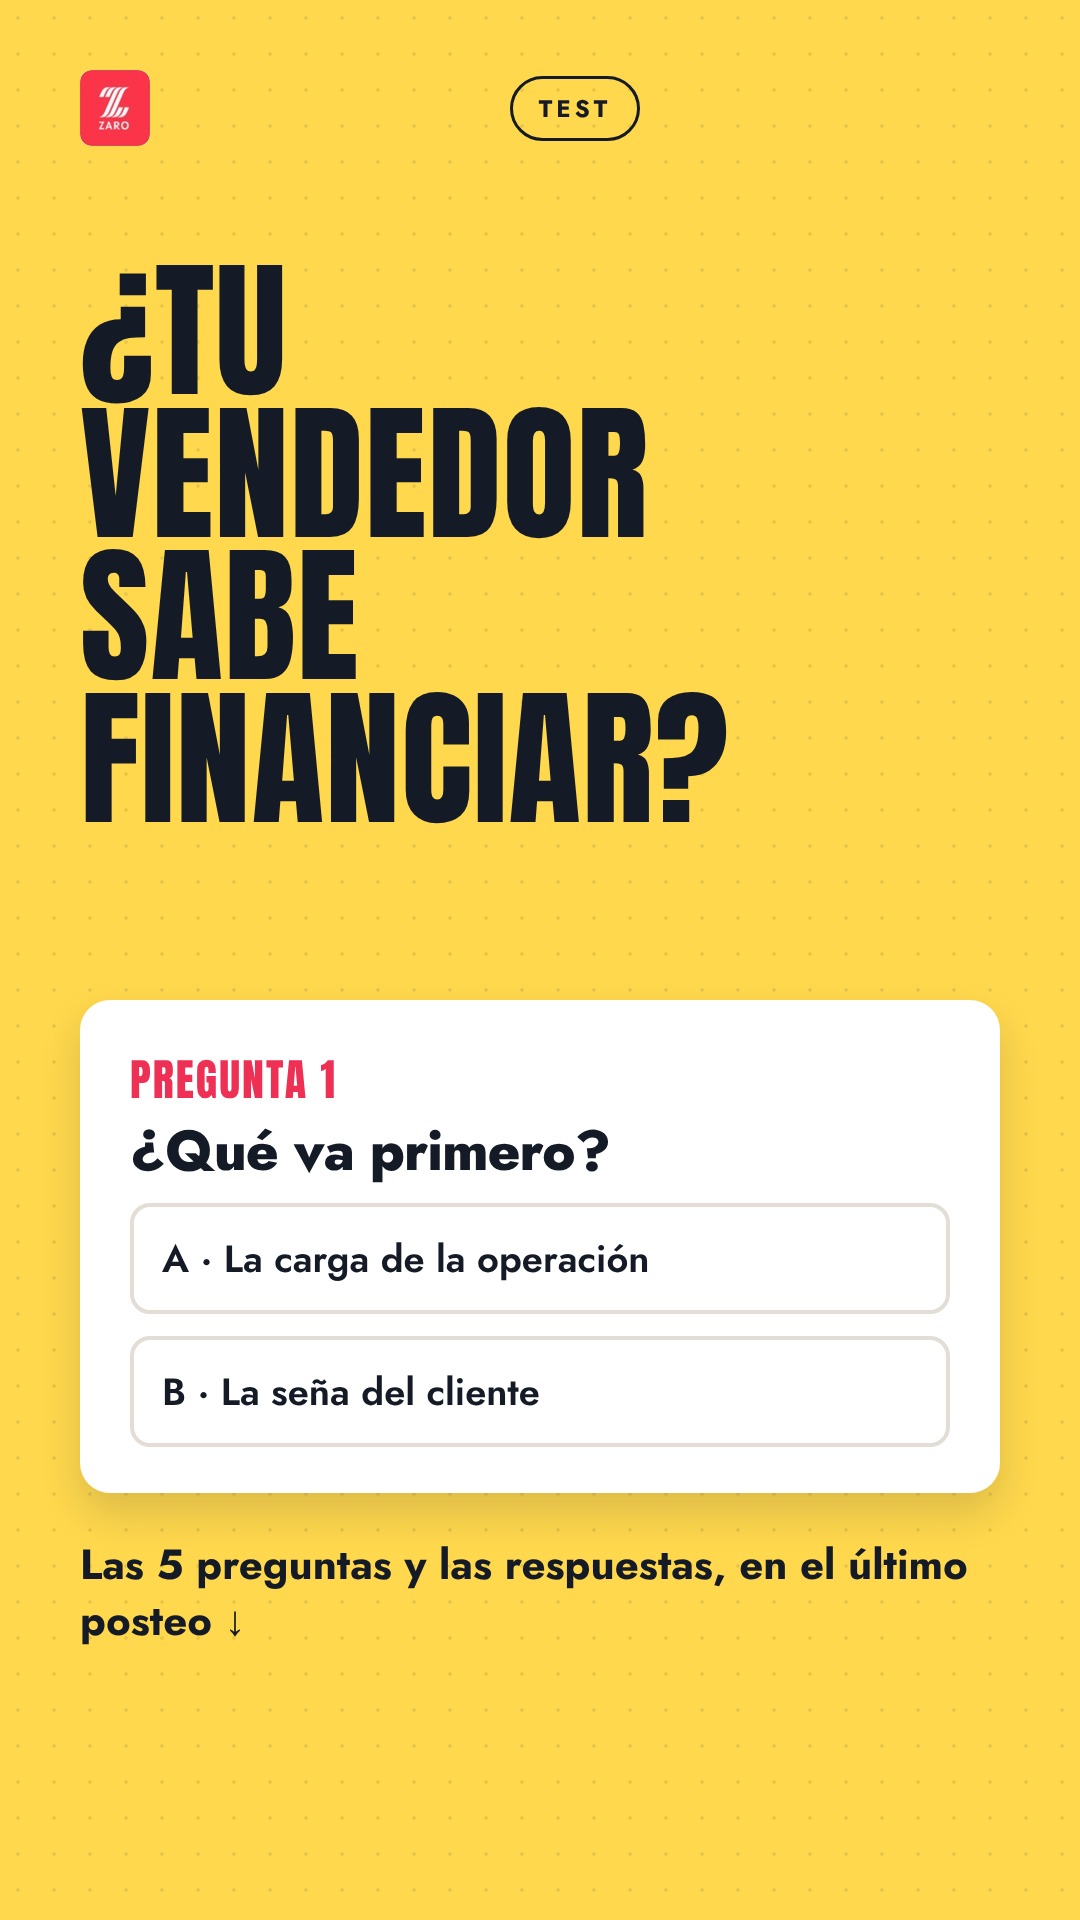 ZARO
TEST
¿TU
VENDEDOR
SABE
FINANCIAR?
PREGUNTA 1
¿Qué va primero?
A · La carga de la operación
B · La seña del cliente
Las 5 preguntas y las respuestas, en el último
posteo ↓